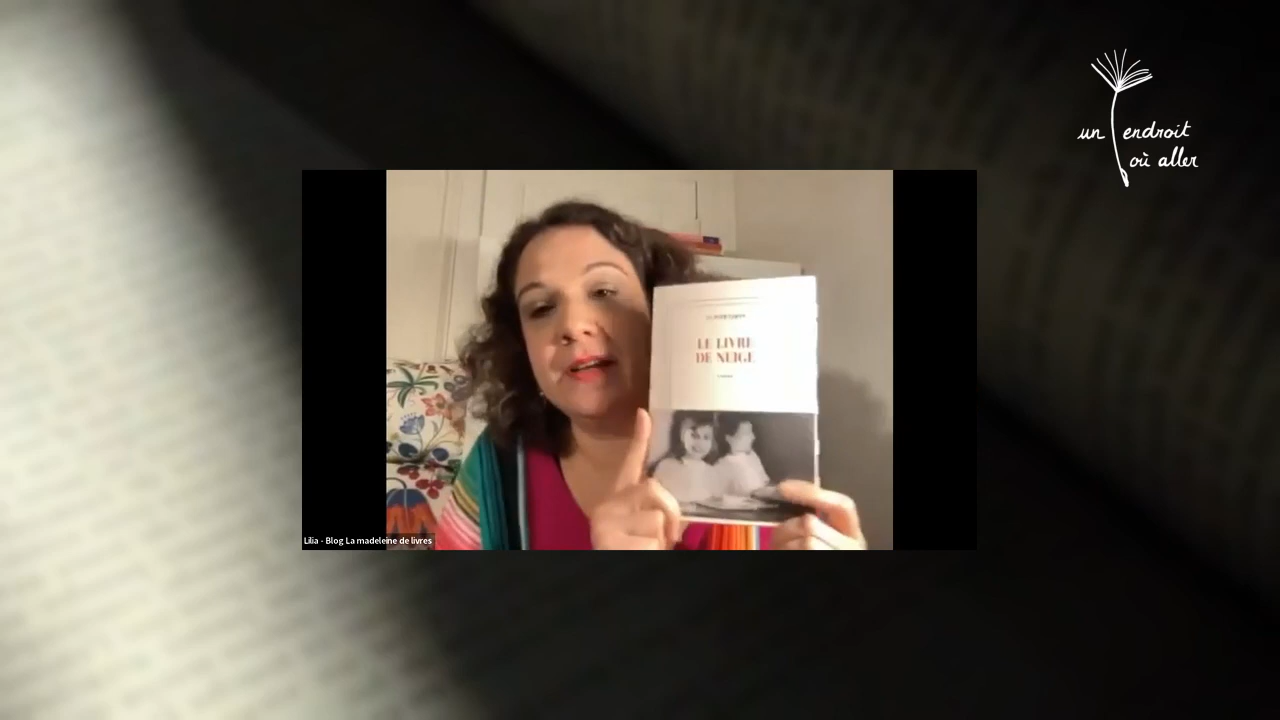 un endroit
où aller
LE LIVRE
DE NEIGE
Lilia - Blog La madeleine de livres